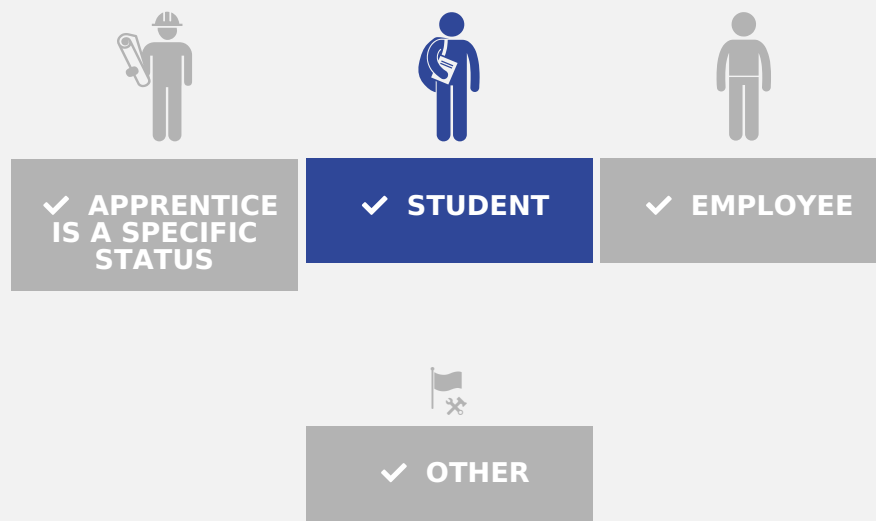 APPRENTICE
IS A SPECIFIC
STATUS
STUDENT
EMPLOYEE
OTHER